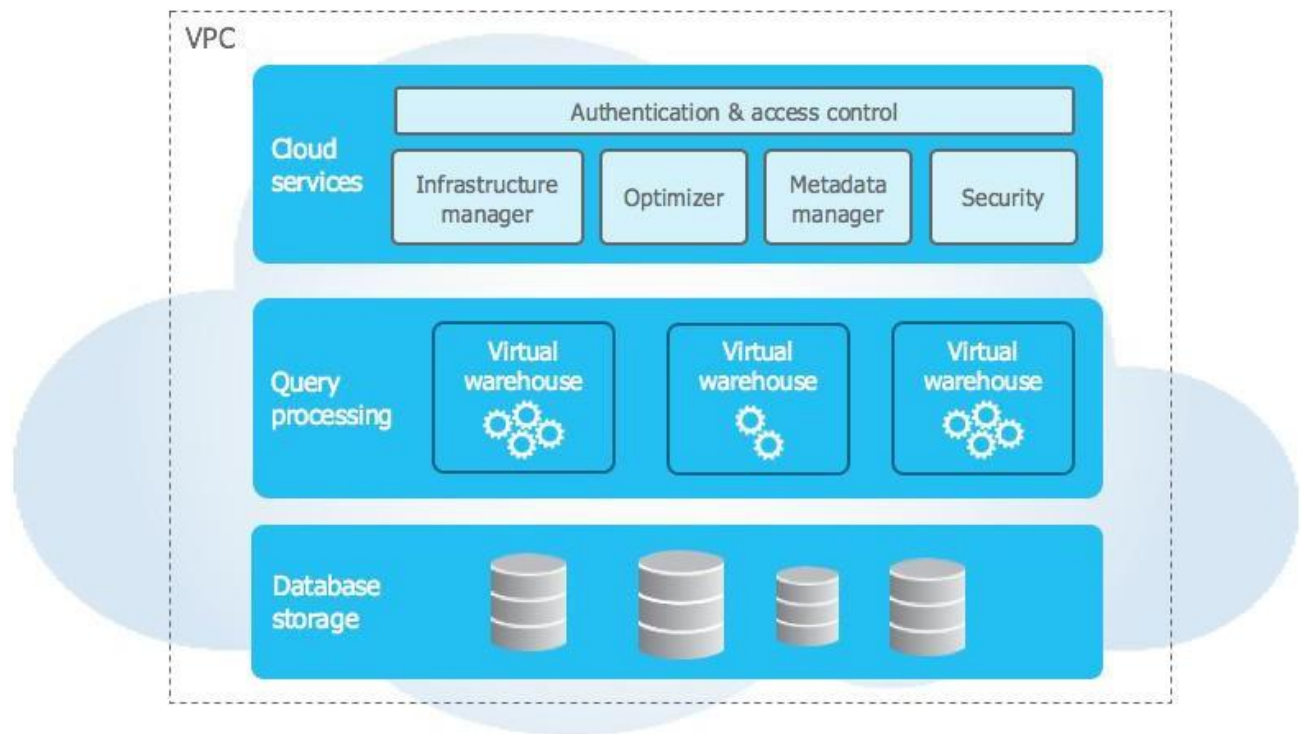 VPC
Authentication & access control
Cloud
services
Infrastructure
manager
Optimizer
Metadata
manager
Security
Query
processing
Virtual
warehouse
Virtual
warehouse
Virtual
warehouse
Database
storage